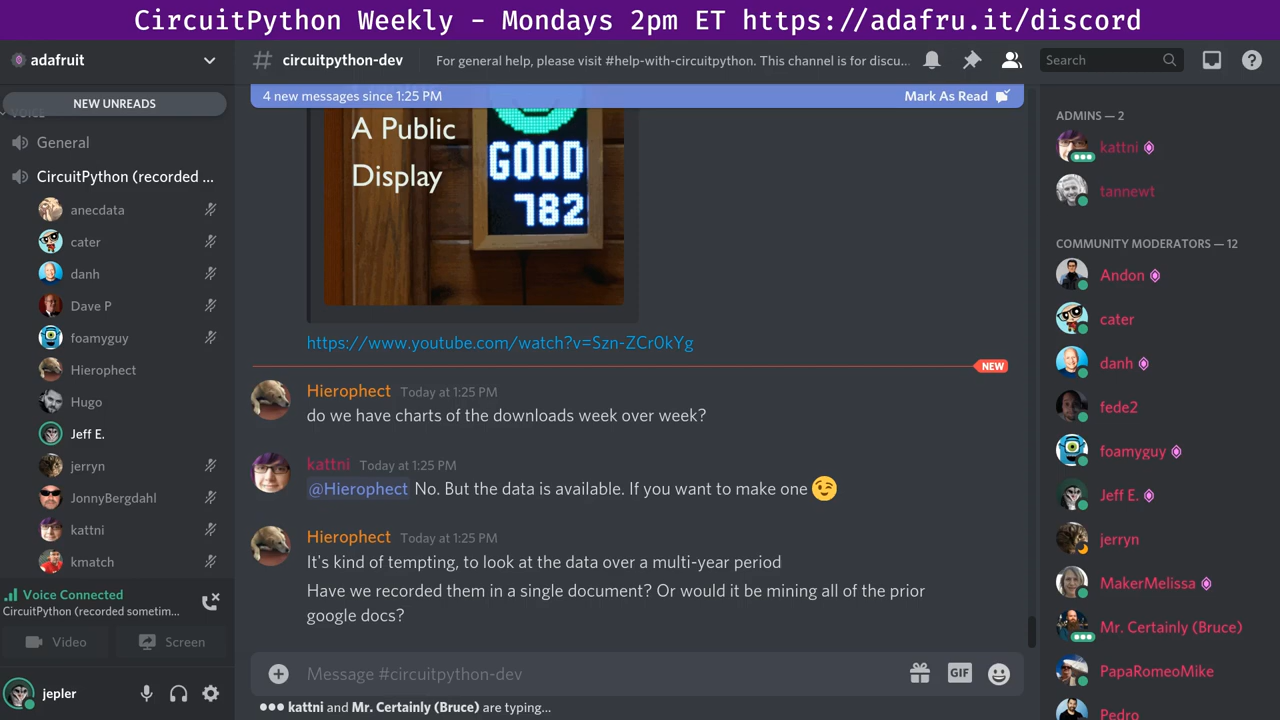 CircuitPython Weekly - Mondays 2pm ET https://adafru.it/discord
adafruit
NEW UNREADS
VOICE
General
CircuitPython (recorded ...
anecdata
cater
danh
Dave P
foamyguy
Hierophect
Hugo
Jeff E.
jerryn
JonnyBergdahl
kattni
kmatch
Voice Connected
CircuitPython (recorded sometim...
Video
Screen
jepler
# circuitpython-dev
For general help, please visit #help-with-circuitpython. This channel is for discu...
Search
4 new messages since 1:25 PM
Mark As Read
A Public
Display
GOOD
782
https://www.youtube.com/watch?v=Szn-ZCr0kYg
NEW
Hierophect Today at 1:25 PM
do we have charts of the downloads week over week?
kattni Today at 1:25 PM
@Hierophect No. But the data is available. If you want to make one 😉
Hierophect Today at 1:25 PM
It's kind of tempting, to look at the data over a multi-year period
Have we recorded them in a single document? Or would it be mining all of the prior
google docs?
Message #circuitpython-dev
GIF
kattni and Mr. Certainly (Bruce) are typing...
ADMINS — 2
kattni
tannewt
COMMUNITY MODERATORS — 12
Andon
cater
danh
fede2
foamyguy
Jeff E.
jerryn
MakerMelissa
Mr. Certainly (Bruce)
PapaRomeoMike
Pedro